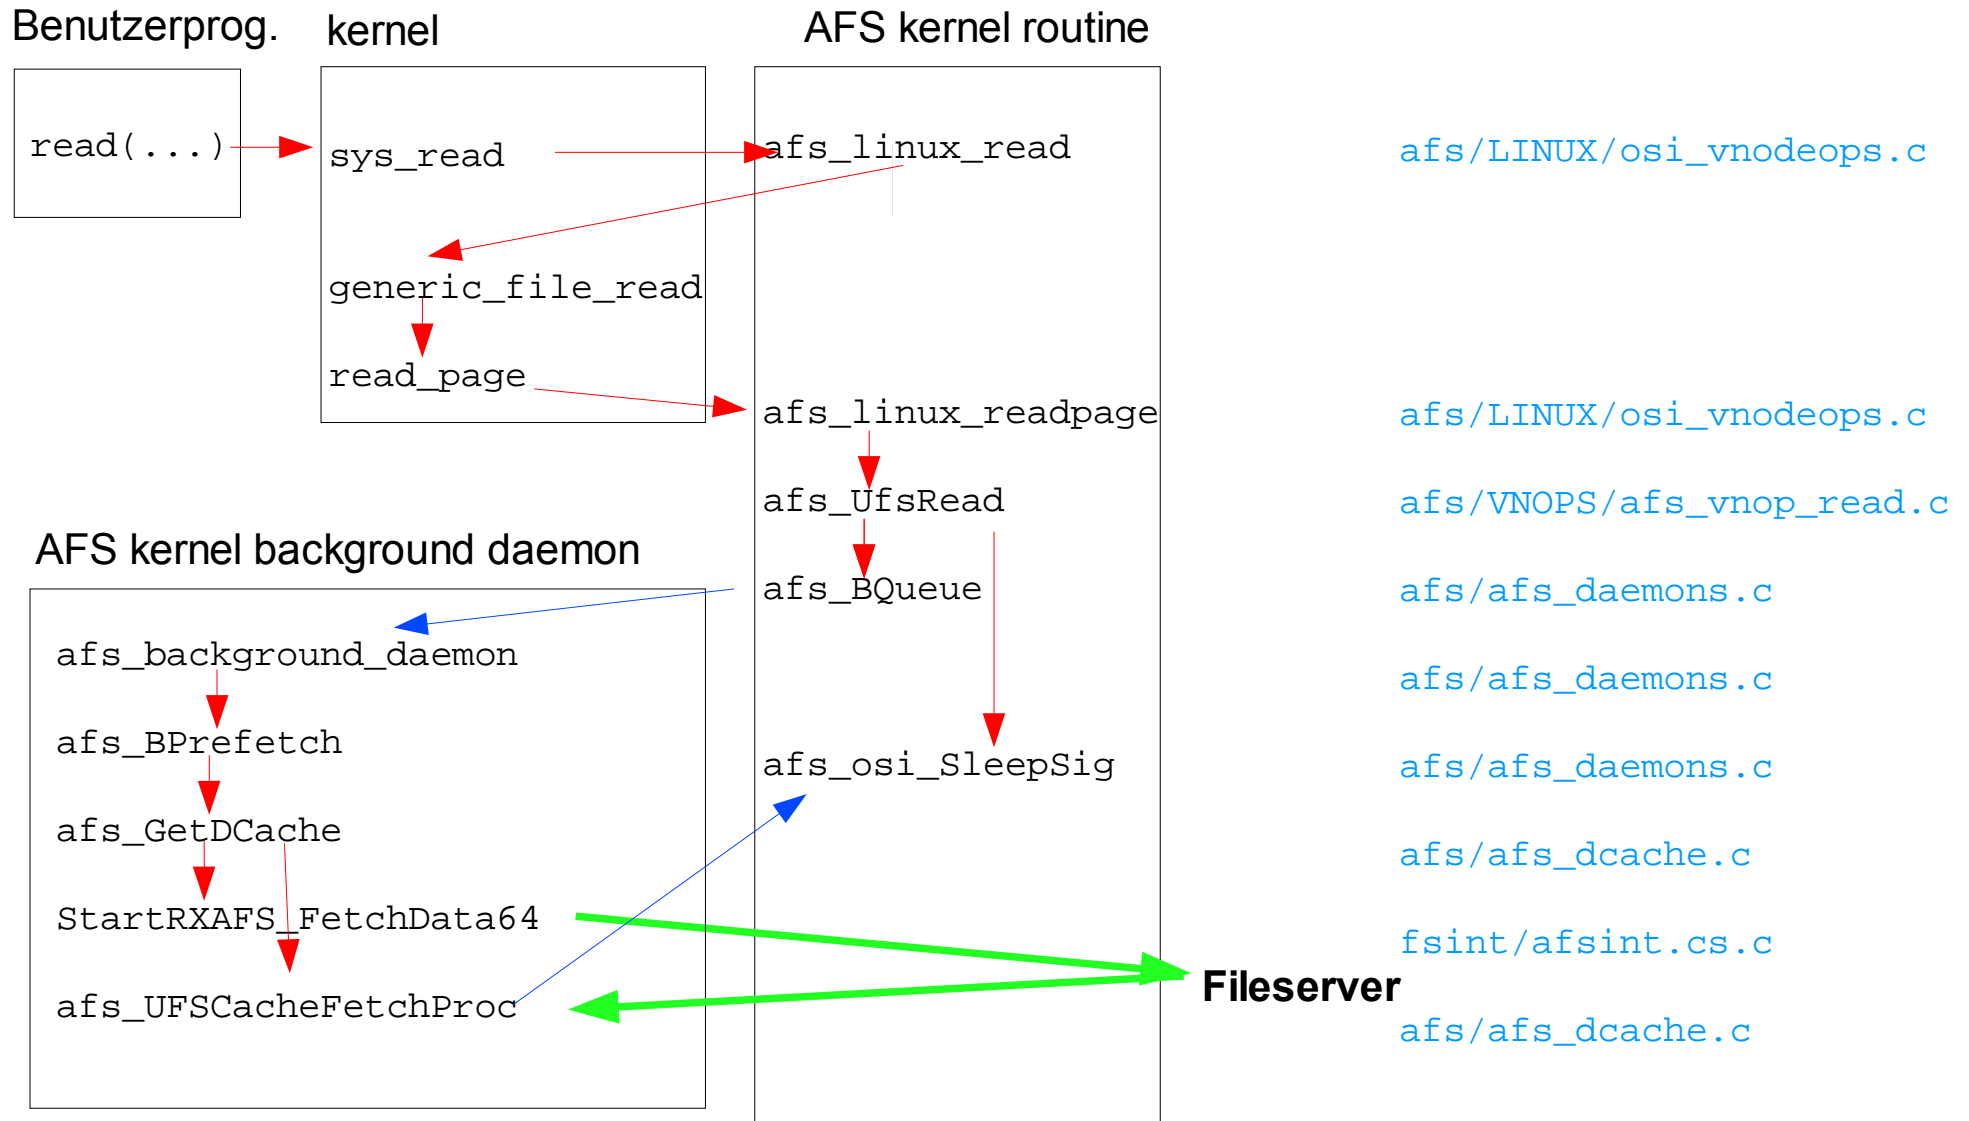 Benutzerprog.
kernel
AFS kernel routine
read(...)
sys_read
afs_linux_read
afs/LINUX/osi_vnodeops.c
generic_file_read
read_page
afs_linux_readpage
afs/LINUX/osi_vnodeops.c
afs_UfsRead
afs/VNOPS/afs_vnop_read.c
AFS kernel background daemon
afs_BQueue
afs/afs_daemons.c
afs_background_daemon
afs/afs_daemons.c
afs_BPrefetch
afs_osi_SleepSig
afs/afs_daemons.c
afs_GetDCache
afs/afs_dcache.c
StartRXAFS_FetchData64
fsint/afsint.cs.c
Fileserver
afs_UFSCacheFetchProc
afs/afs_dcache.c